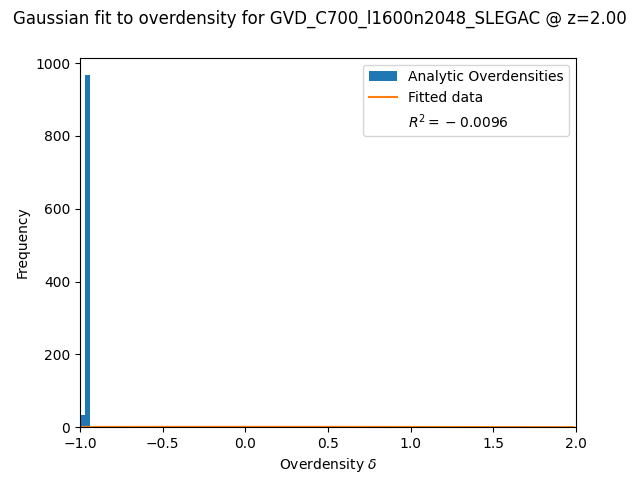 Gaussian fit to overdensity for GVD_C700_l1600n2048_SLEGAC @ z=2.00
Analytic Overdensities
Fitted data
R² = − 0.0096
1000
800
600
400
200
0
Frequency
−1.0
−0.5
0.0
0.5
1.0
1.5
2.0
Overdensity δ